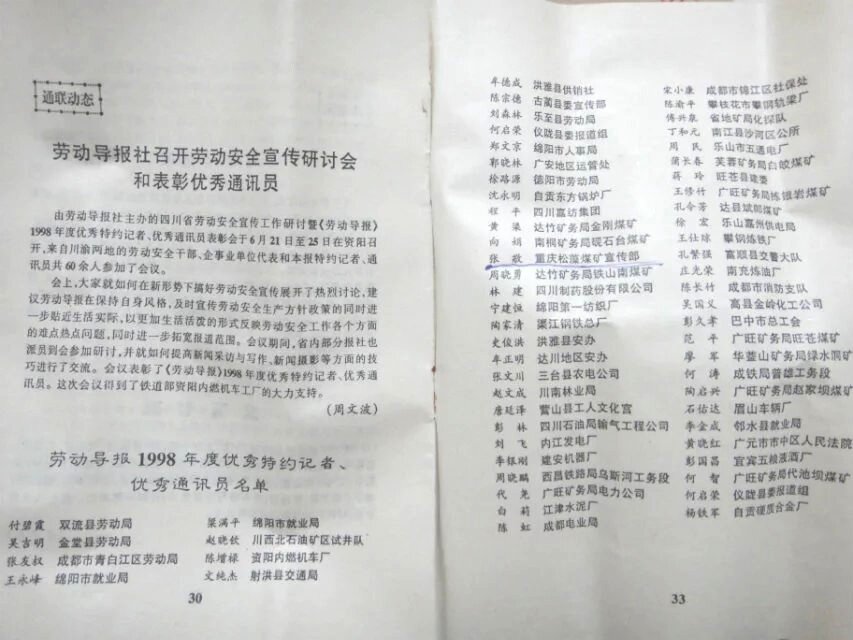 通联动态
劳动导报社召开劳动安全宣传研讨会
和表彰优秀通讯员
由劳动导报社主办的四川省劳动安全宣传工作研讨暨《劳动导报》
1998年度优秀特约记者、优秀通讯员表彰会于6月21日至25日在资阳召
开,来自川渝两地的劳动安全干部、企事业单位代表和本报特约记者、通
讯员共60余人参加了会议。
会上,大家就如何在新形势下搞好劳动安全宣传展开了热烈讨论,建
议劳动导报在保持自身风格,及时宣传劳动安全生产方针政策的同时进
一步贴近生活实际,以更加生活活泼的形式反映劳动安全工作各个方面
的难点热点问题,同时进一步拓宽报道范围。会议期间,省内部分报社也
派员到会参加研讨,并就如何提高新闻采访与写作、新闻摄影等方面的技
巧进行了交流。会议表彰了《劳动导报》1998年度优秀特约记者、优秀通
讯员。这次会议得到了铁道部资阳内燃机车工厂的大力支持。
(周文波)
劳动导报1998年度优秀特约记者、
优秀通讯员名单
付碧霞 双流县劳动局 梁满平 绵阳市就业局
吴言明 金堂县劳动局 赵晓钦 川西北石油矿区试井队
张友权 成都市青白江区劳动局 陈增禄 资阳内燃机车厂
王永峰 绵阳市就业局 文纯杰 射洪县交通局
30
牟德成 洪雅县供销社 宋小康 成都市锦江区社保处
陈宗德 古蔺县委宣传部 陈渝平 攀枝花市攀钢轨梁厂
刘森林 乐至县劳动局 傅兴泉 省地矿局化探队
何启荣 仪陇县委报道组 丁和元 南江县沙河区公所
郑文京 绵阳市人事局 周民 乐山市五通电厂
郭晓林 广安地区运管处 蒲长春 芙蓉矿务局白皎煤矿
徐路源 德阳市劳动局 蒋玲 旺苍县建委
沈永明 自贡东方锅炉厂 王修竹 广旺矿务局拣银岩煤矿
程平 四川嘉纺集团 孔令芳 达县斌郎煤矿
黄渠 达竹矿务局金刚煤矿 徐宏 乐山嘉州供电局
向娟 南桐矿务局砚石台煤矿 王仕琼 攀钢炼铁厂
张敬 重庆松藻煤矿宣传部 孔繁强 富顺县交警大队
周晓勇 达竹矿务局铁山南煤矿 庄光荣 南充炼油厂
林建 四川制药股份有限公司 陈长竹 成都市消防支队
宁建恒 绵阳第一纺织厂 吴国义 高县金岭化工公司
陶家清 渠江钢铁总厂 彭久孝 巴中市总工会
史俊洪 洪雅县安办 范平 广旺矿务局旺苍煤矿
牟正明 达川地区安办 廖军 华蓥山矿务局绿水洞煤矿
张文川 三台县农电公司 何涛 成铁局普雄工务段
赵文成 川南林业局 陶启兴 广旺矿务局赵家坝煤矿
唐廷泽 营山县工人文化宫 石佑达 眉山车辆厂
彭林 四川石油局输气工程公司 李金成 邻水县就业局
刘飞 内江发电厂 黄晓红 广元市市中区人民法院
李银刚 建安机器厂 彭国昌 宜宾五粮液酒厂
周晓鹏 西昌铁路局乌斯河工务段 何智 广旺矿务局代池坝煤矿
代尧 广旺矿务局电力公司 何启荣 仪陇县委报道组
白莉 江津水泥厂 杨铁军 自贡硬质合金厂
陈虹 成都电业局
33